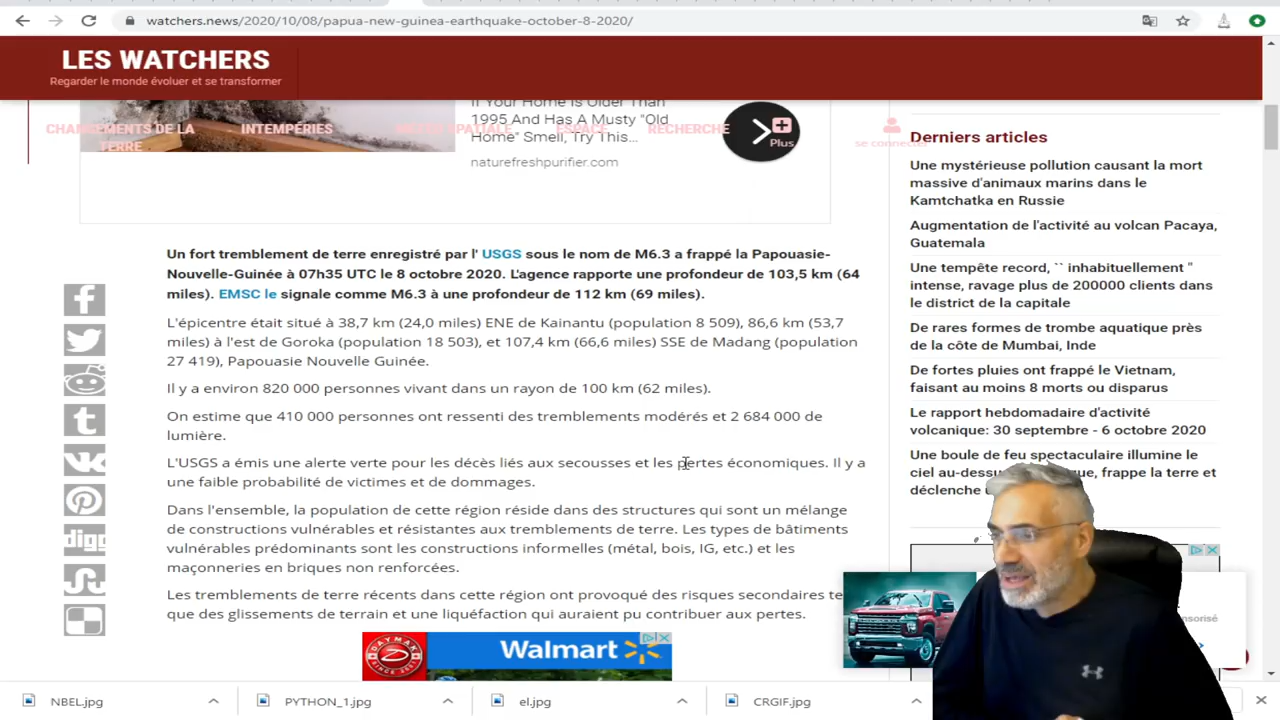 watchers.news/2020/10/08/papua-new-guinea-earthquake-october-8-2020/
LES WATCHERS
Regarder le monde évoluer et se transformer
CHANGEMENTS DE LA
TERRE
INTEMPÉRIES
SPATIALE
ESPACE
RECHERCHE
se connecter
If Your Home Is Older Than
1995 And Has A Musty "Old
Home" Smell, Try This...
naturefreshpurifier.com
Plus
Un fort tremblement de terre enregistré par l' USGS sous le nom de M6.3 a frappé la Papouasie-
Nouvelle-Guinée à 07h35 UTC le 8 octobre 2020. L'agence rapporte une profondeur de 103,5 km (64
miles). EMSC le signale comme M6.3 à une profondeur de 112 km (69 miles).
L'épicentre était situé à 38,7 km (24,0 miles) ENE de Kainantu (population 8 509), 86,6 km (53,7
miles) à l'est de Goroka (population 18 503), et 107,4 km (66,6 miles) SSE de Madang (population
27 419), Papouasie Nouvelle Guinée.
Il y a environ 820 000 personnes vivant dans un rayon de 100 km (62 miles).
On estime que 410 000 personnes ont ressenti des tremblements modérés et 2 684 000 de
lumière.
L'USGS a émis une alerte verte pour les décès liés aux secousses et les pertes économiques. Il y a
une faible probabilité de victimes et de dommages.
Dans l'ensemble, la population de cette région réside dans des structures qui sont un mélange
de constructions vulnérables et résistantes aux tremblements de terre. Les types de bâtiments
vulnérables prédominants sont les constructions informelles (métal, bois, IG, etc.) et les
maçonneries en briques non renforcées.
Les tremblements de terre récents dans cette région ont provoqué des risques secondaires
que des glissements de terrain et une liquéfaction qui auraient pu contribuer aux pertes.
digg
DAYMAK
Walmart
Derniers articles
Une mystérieuse pollution causant la mort
massive d'animaux marins dans le
Kamtchatka en Russie
Augmentation de l'activité au volcan Pacaya,
Guatemala
Une tempête record, `` inhabituellement "
intense, ravage plus de 200000 clients dans
le district de la capitale
De rares formes de trombe aquatique près
de la côte de Mumbai, Inde
De fortes pluies ont frappé le Vietnam,
faisant au moins 8 morts ou disparus
Le rapport hebdomadaire d'activité
volcanique: 30 septembre - 6 octobre 2020
Une boule de feu spectaculaire illumine le
ciel frappe la terre et
déclenche
NBEL.jpg
PYTHON_1.jpg
el.jpg
CRGIF.jpg